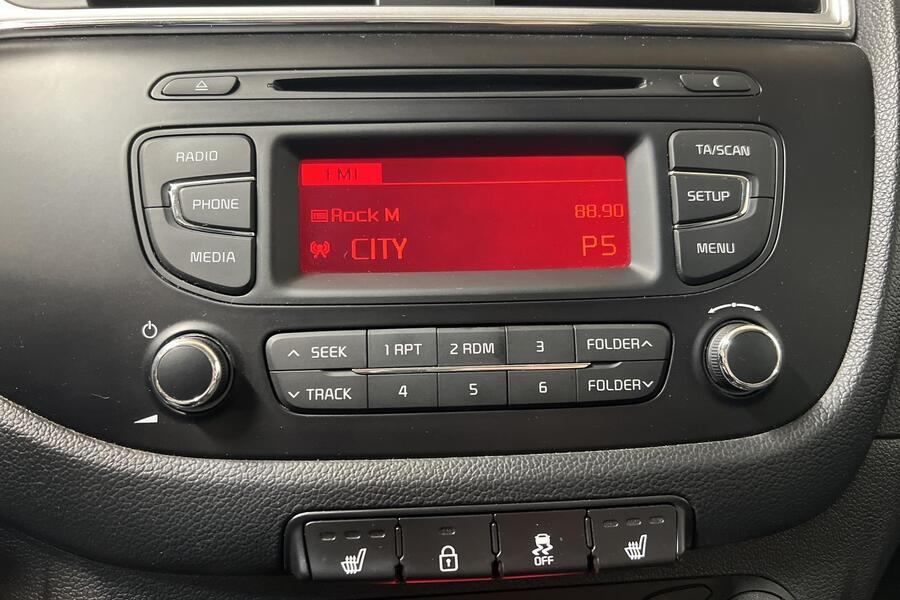 RADIO
TA/SCAN
FM1
PHONE
SETUP
Rock M 88.90
MEDIA
CITY P5
MENU
SEEK 1 RPT 2 RDM 3 FOLDER
TRACK 4 5 6 FOLDER
OFF